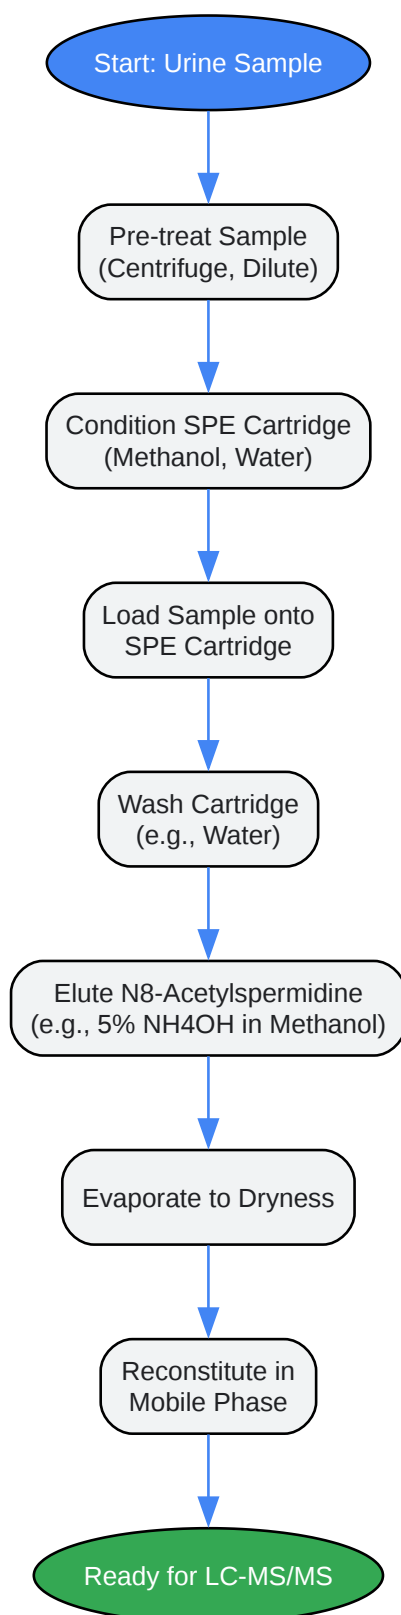 Start: Urine Sample
Pre-treat Sample
(Centrifuge, Dilute)
Condition SPE Cartridge
(Methanol, Water)
Load Sample onto
SPE Cartridge
Wash Cartridge
(e.g., Water)
Elute N8-Acetylspermidine
(e.g., 5% NH4OH in Methanol)
Evaporate to Dryness
Reconstitute in
Mobile Phase
Ready for LC-MS/MS